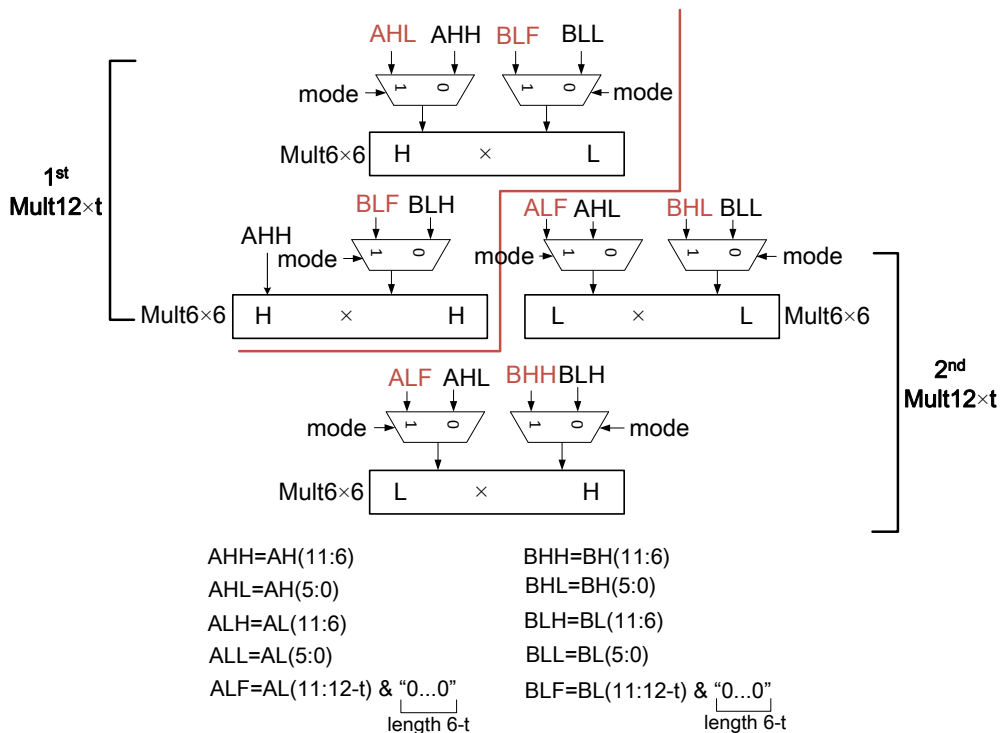 AHL AHH BLF BLL
mode 1 0 1 0 mode
Mult6×6 H × L
1st
Mult12×t
BLF BLH ALF AHL BHL BLL
AHH
mode 1 0 mode 1 0 1 0 mode
Mult6×6 H × H L × L Mult6×6
ALF AHL BHH BLH
2nd
Mult12×t
mode 1 0 1 0 mode
Mult6×6 L × H
AHH=AH(11:6) BHH=BH(11:6)
AHL=AH(5:0) BHL=BH(5:0)
ALH=AL(11:6) BLH=BL(11:6)
ALL=AL(5:0) BLL=BL(5:0)
ALF=AL(11:12-t) & “0...0” BLF=BL(11:12-t) & “0...0”
length 6-t length 6-t